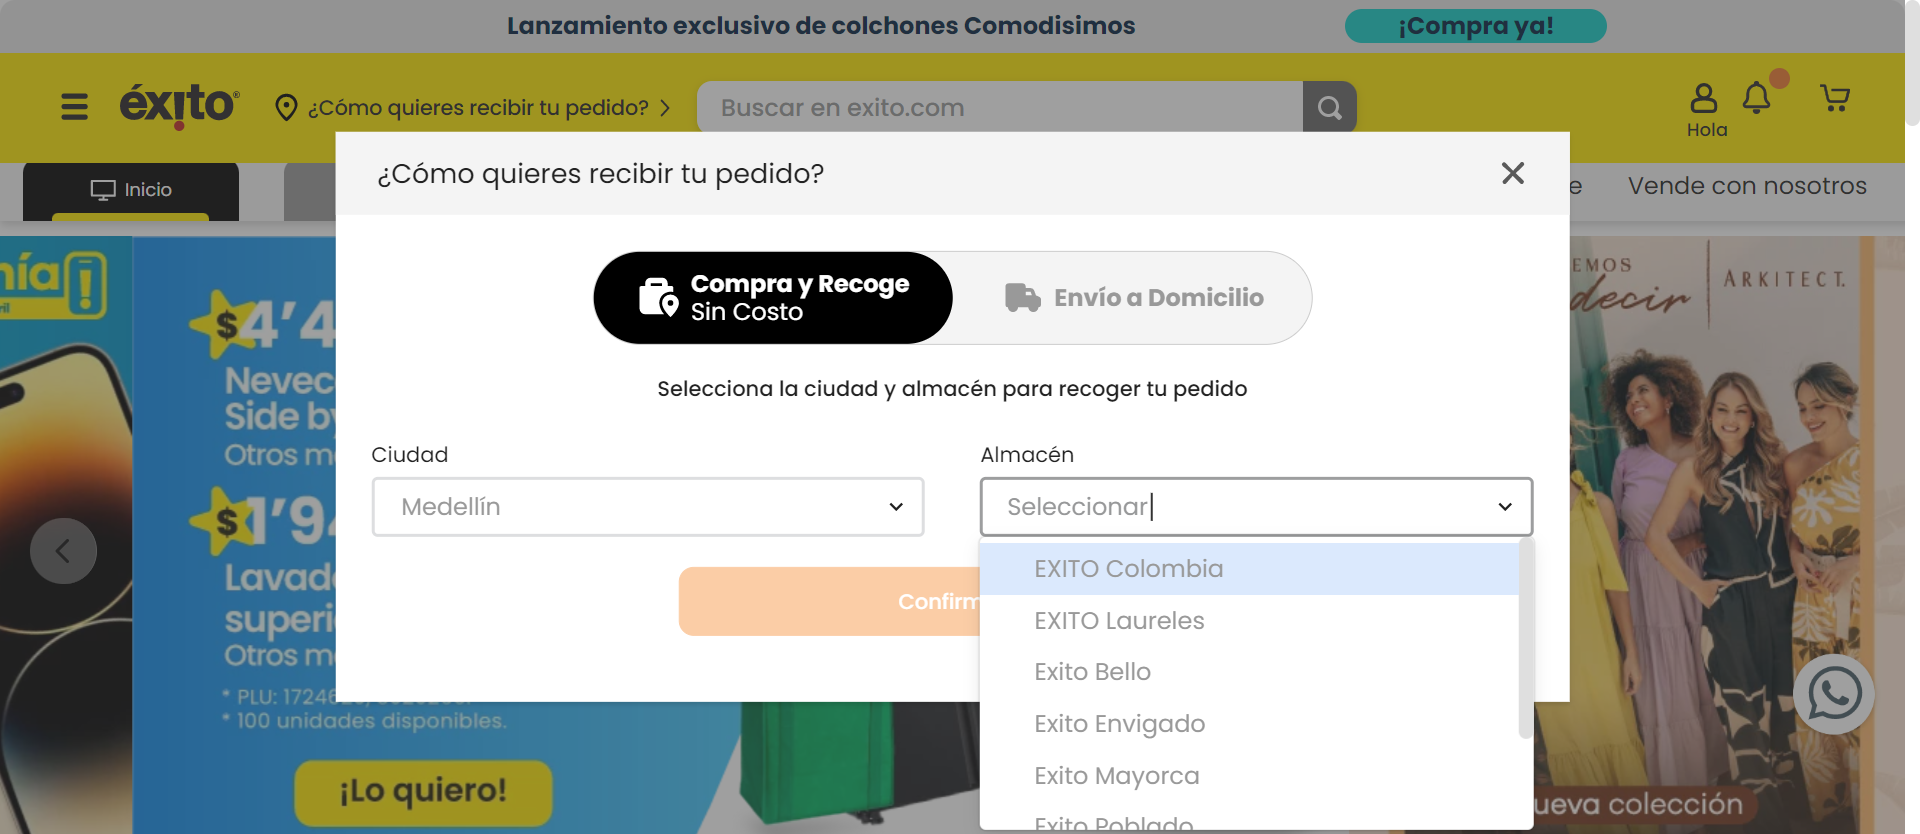 Lanzamiento exclusivo de colchones Comodisimos
¡Compra ya!
éxito
¿Cómo quieres recibir tu pedido?
Buscar en exito.com
Hola
Inicio
Vende con nosotros
¿Cómo quieres recibir tu pedido?
Compra y Recoge
Sin Costo
Envío a Domicilio
Selecciona la ciudad y almacén para recoger tu pedido
Ciudad
Almacén
Medellín
Seleccionar
Confirm
EXITO Colombia
EXITO Laureles
Exito Bello
Exito Envigado
Exito Mayorca
Exito Poblado
$4'4
Nevec
Side by
Otros m
$1'94
Lavad
superi
Otros m
* PLU: 1724
* 100 unidades disponibles.
¡Lo quiero!
EMOS
decir
ARKITECT.
ueva colección